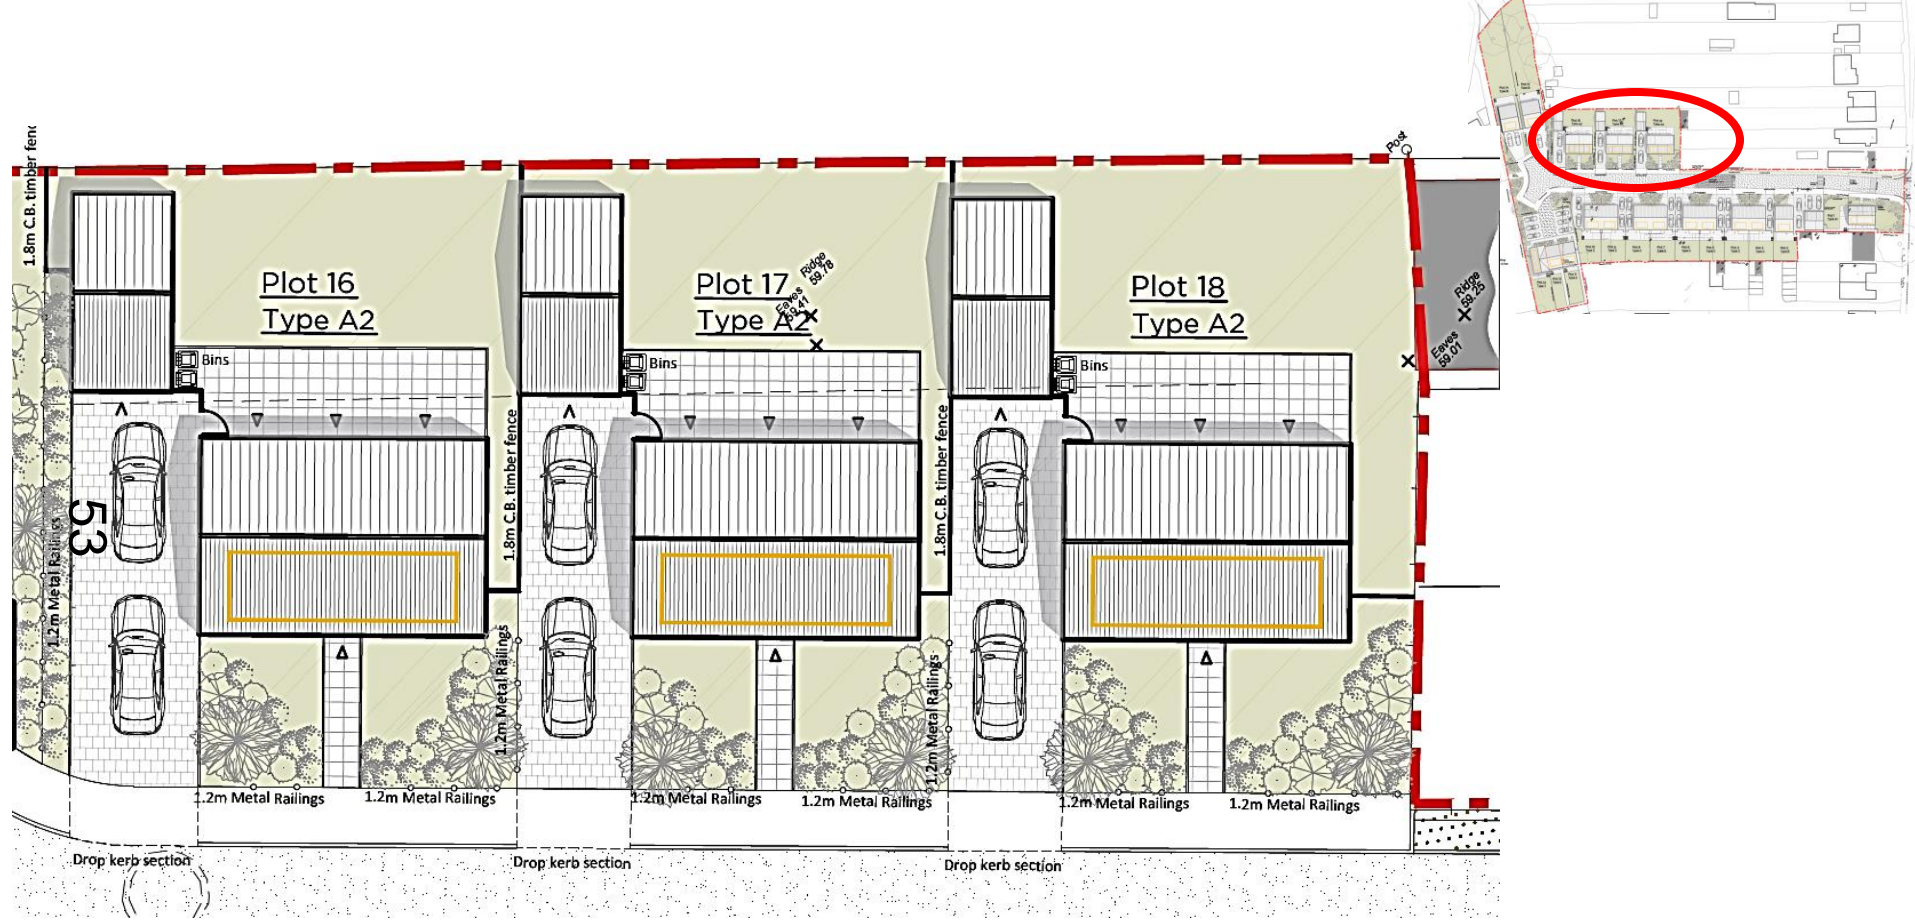 1.8m C.B. timber fenc
Post
Plot 16
Type A2
Plot 17
Type A2
Ridge
59.78
Eaves
59.41
Plot 18
Type A2
Ridge
59.25
Eaves
59.01
Bins
Bins
Bins
53
1.2m Metal Railings
1.8m C.B. timber fence
1.8m C.B. timber fence
1.2m Metal Railings
1.2m Metal Railings
1.2m Metal Railings
1.2m Metal Railings
1.2m Metal Railings
1.2m Metal Railings
1.2m Metal Railings
1.2m Metal Railings
Drop kerb section
Drop kerb section
Drop kerb section